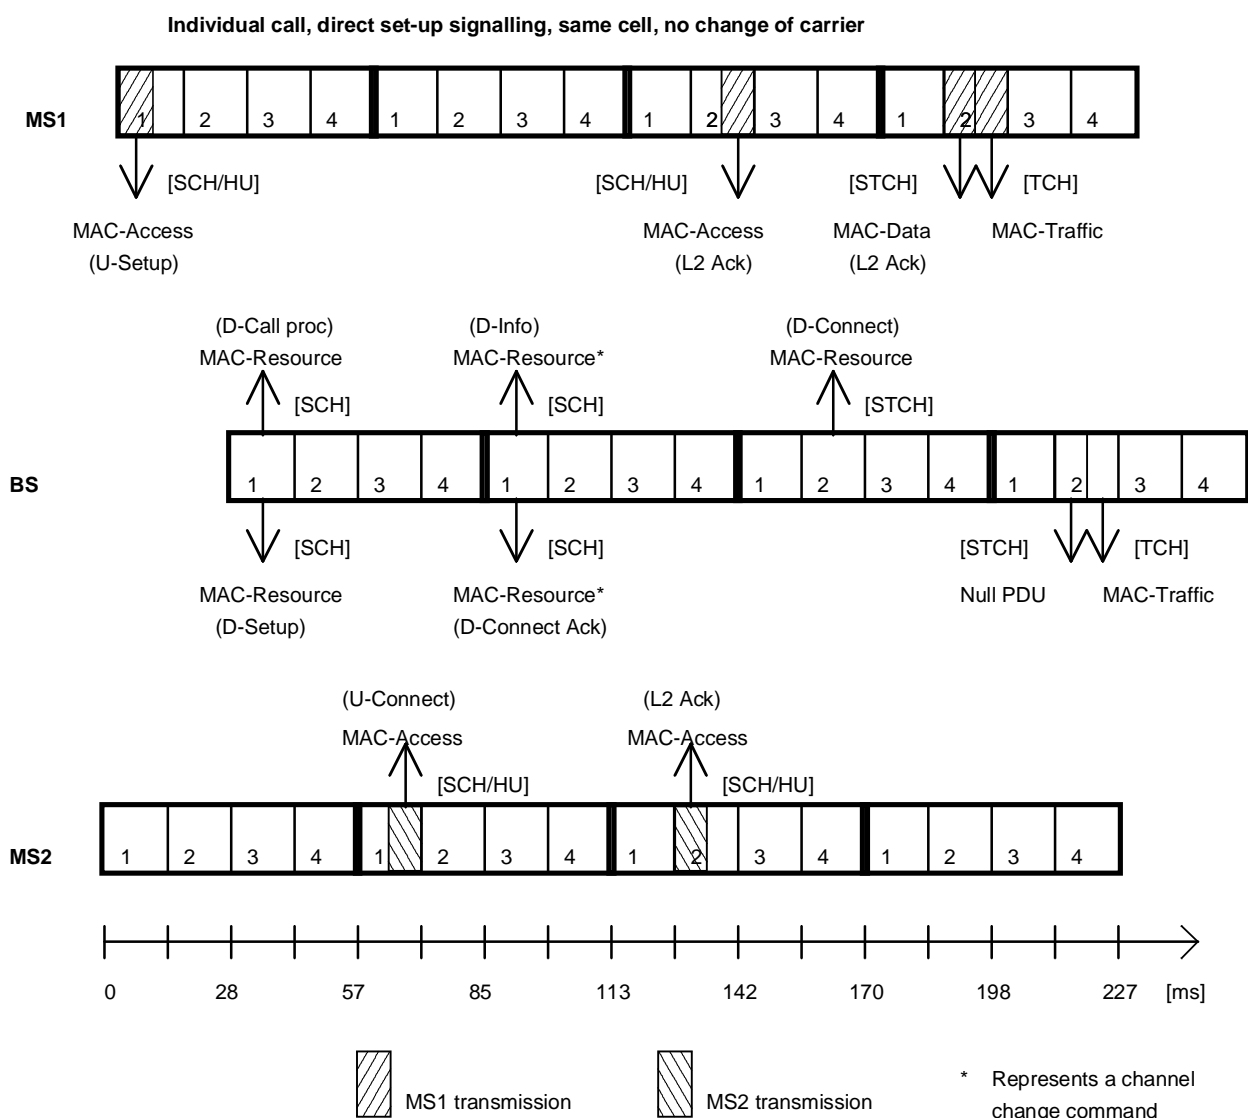 Individual call, direct set-up signalling, same cell, no change of carrier
MS1
1 2 3 4 1 2 3 4 1 2 3 4 1 2 3 4
[SCH/HU] [SCH/HU] [STCH] [TCH]
MAC-Access MAC-Access MAC-Data MAC-Traffic
(U-Setup) (L2 Ack) (L2 Ack)
(D-Call proc) (D-Info) (D-Connect)
MAC-Resource MAC-Resource* MAC-Resource
[SCH] [SCH] [STCH]
BS
1 2 3 4 1 2 3 4 1 2 3 4 1 2 3 4
[SCH] [SCH] [STCH] [TCH]
MAC-Resource MAC-Resource* Null PDU MAC-Traffic
(D-Setup) (D-Connect Ack)
(U-Connect) (L2 Ack)
MAC-Access MAC-Access
[SCH/HU] [SCH/HU]
MS2
1 2 3 4 1 2 3 4 1 2 3 4 1 2 3 4
0 28 57 85 113 142 170 198 227 [ms]
MS1 transmission MS2 transmission * Represents a channel
change command